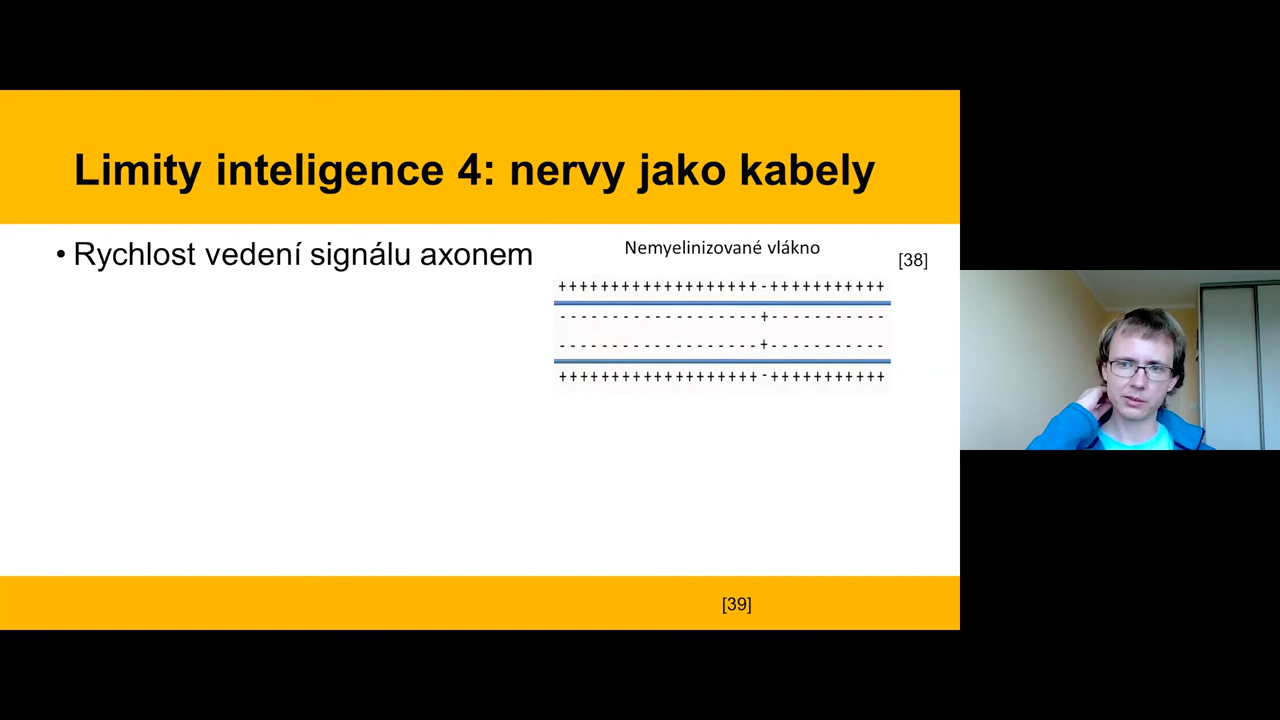 Limity inteligence 4: nervy jako kabely
• Rychlost vedení signálu axonem
Nemyelinizované vlákno
[38]
+++++++++++++++++++-+++++++++++
- - - - - - - - - - - - - - - - - - -+- - - - - - - - - - -
- - - - - - - - - - - - - - - - - - -+- - - - - - - - - - -
+++++++++++++++++++-+++++++++++
[39]